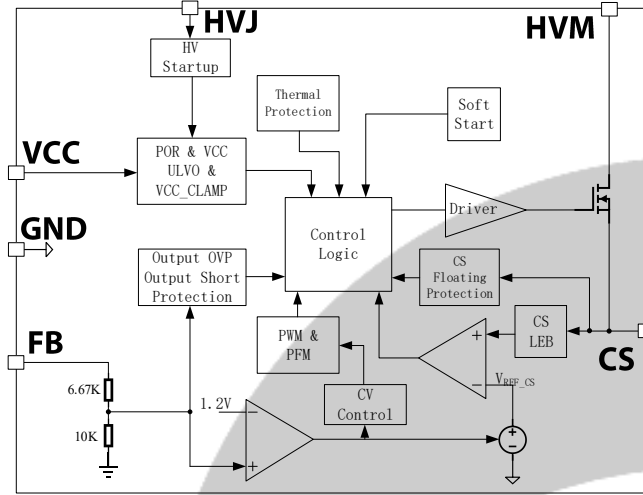 HVJ
HVM
HV
Startup
Thermal
Protection
Soft
Start
VCC
POR & VCC
ULVO &
VCC_CLAMP
GND
Driver
Control
Logic
Output OVP
Output Short
Protection
CS
Floating
Protection
FB
PWM &
PFM
+
−
CS
LEB
CS
6.67K
VREF_CS
1.2V
−
CV
Control
10K
+
+
−